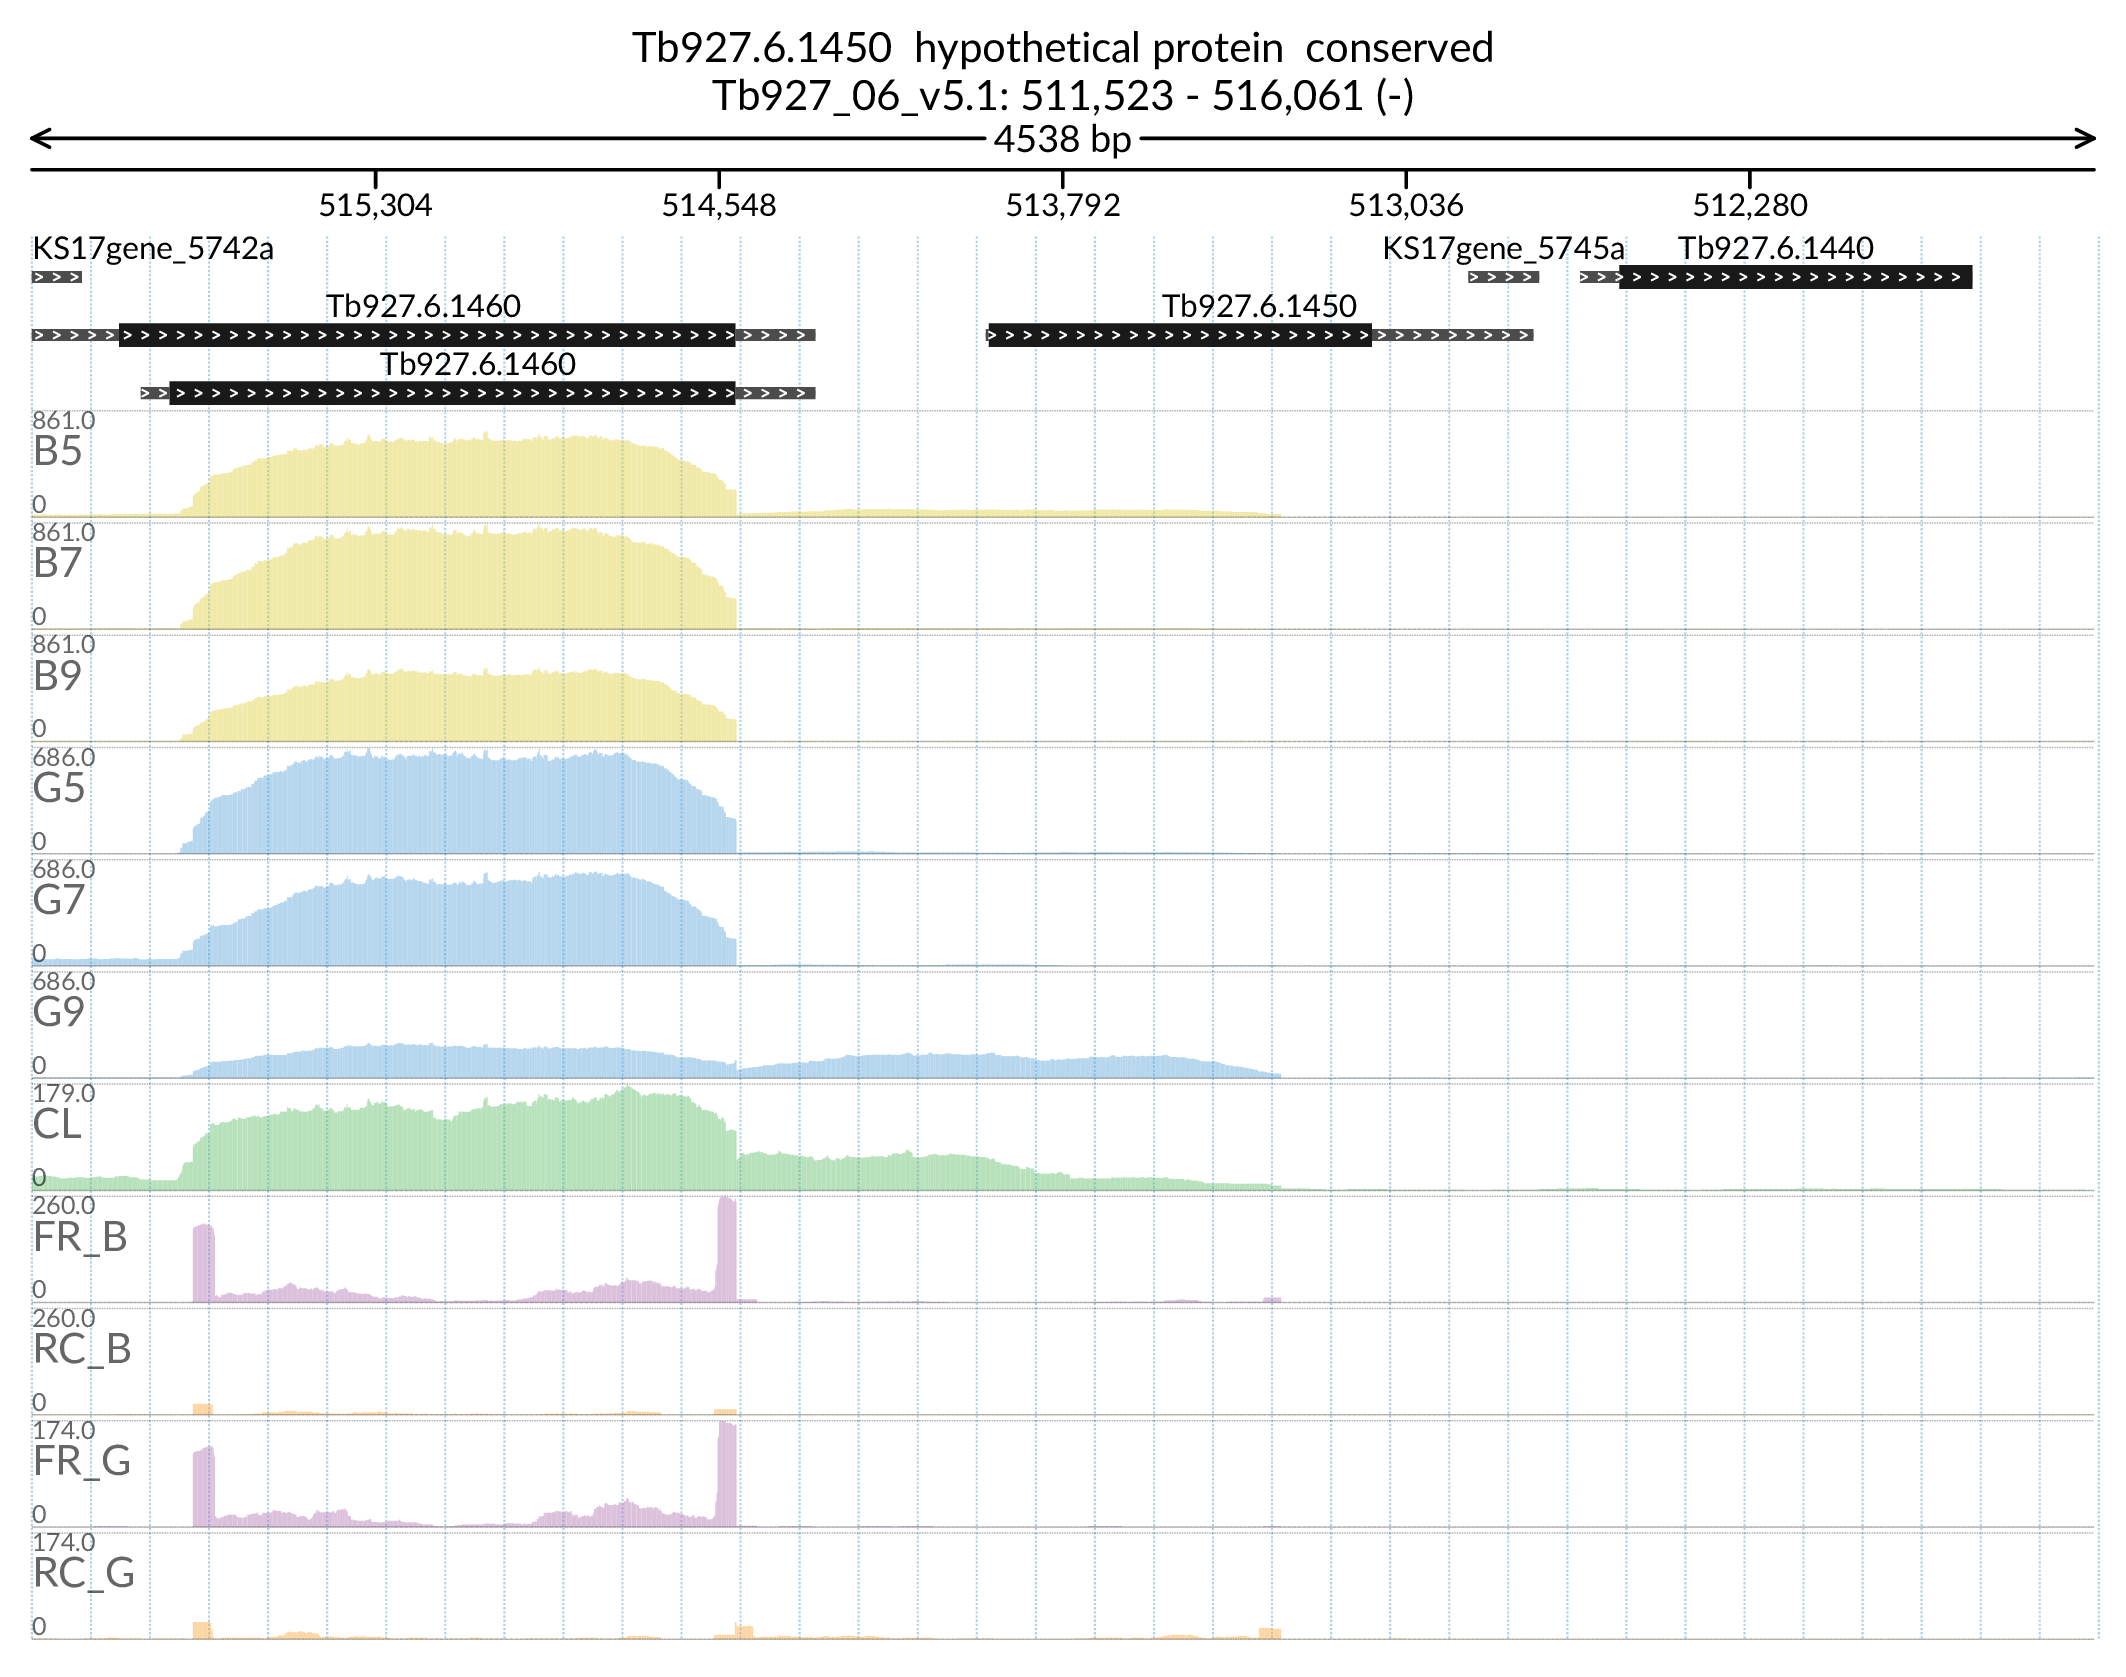 Tb927.6.1450  hypothetical protein  conserved
Tb927_06_v5.1: 511,523 - 516,061 (-)
4538 bp
515,304 514,548 513,792 513,036 512,280
KS17gene_5742a KS17gene_5745a Tb927.6.1440
Tb927.6.1460 Tb927.6.1450
Tb927.6.1460
861.0
B5
0
861.0
B7
0
861.0
B9
0
686.0
G5
0
686.0
G7
0
686.0
G9
0
179.0
CL
0
260.0
FR_B
0
260.0
RC_B
0
174.0
FR_G
0
174.0
RC_G
0